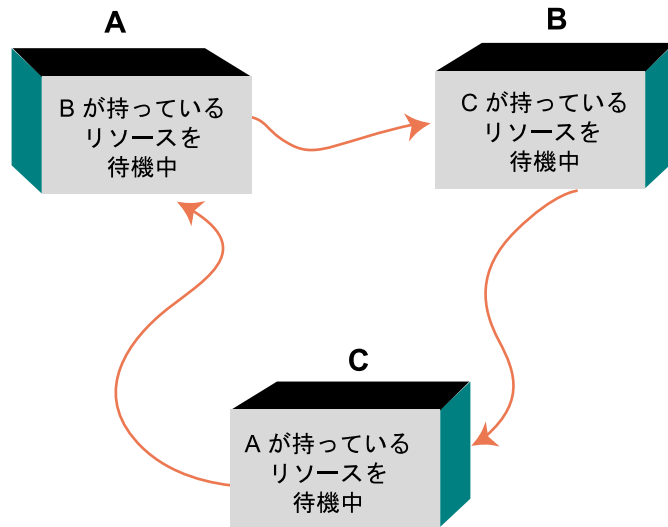 A
B が持っている
リソースを
待機中
B
C が持っている
リソースを
待機中
C
A が持っている
リソースを
待機中